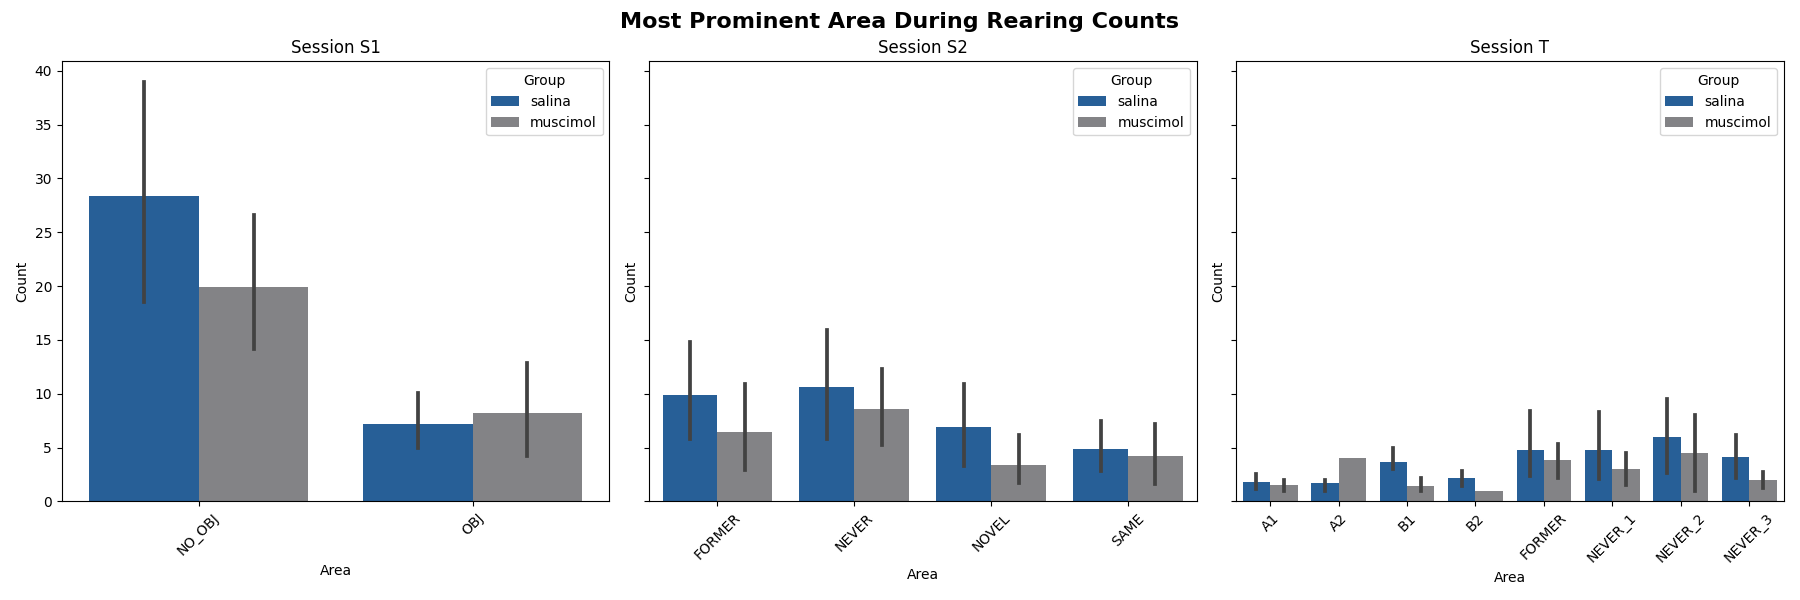 Most Prominent Area During Rearing Counts
Session S1
Group
salina
muscimol
40
35
30
25
20
15
10
5
0
Count
NO_OBJ
OBJ
Area
Session S2
Group
salina
muscimol
Count
FORMER
NEVER
NOVEL
SAME
Area
Session T
Group
salina
muscimol
Count
A1
A2
B1
B2
FORMER
NEVER_1
NEVER_2
NEVER_3
Area